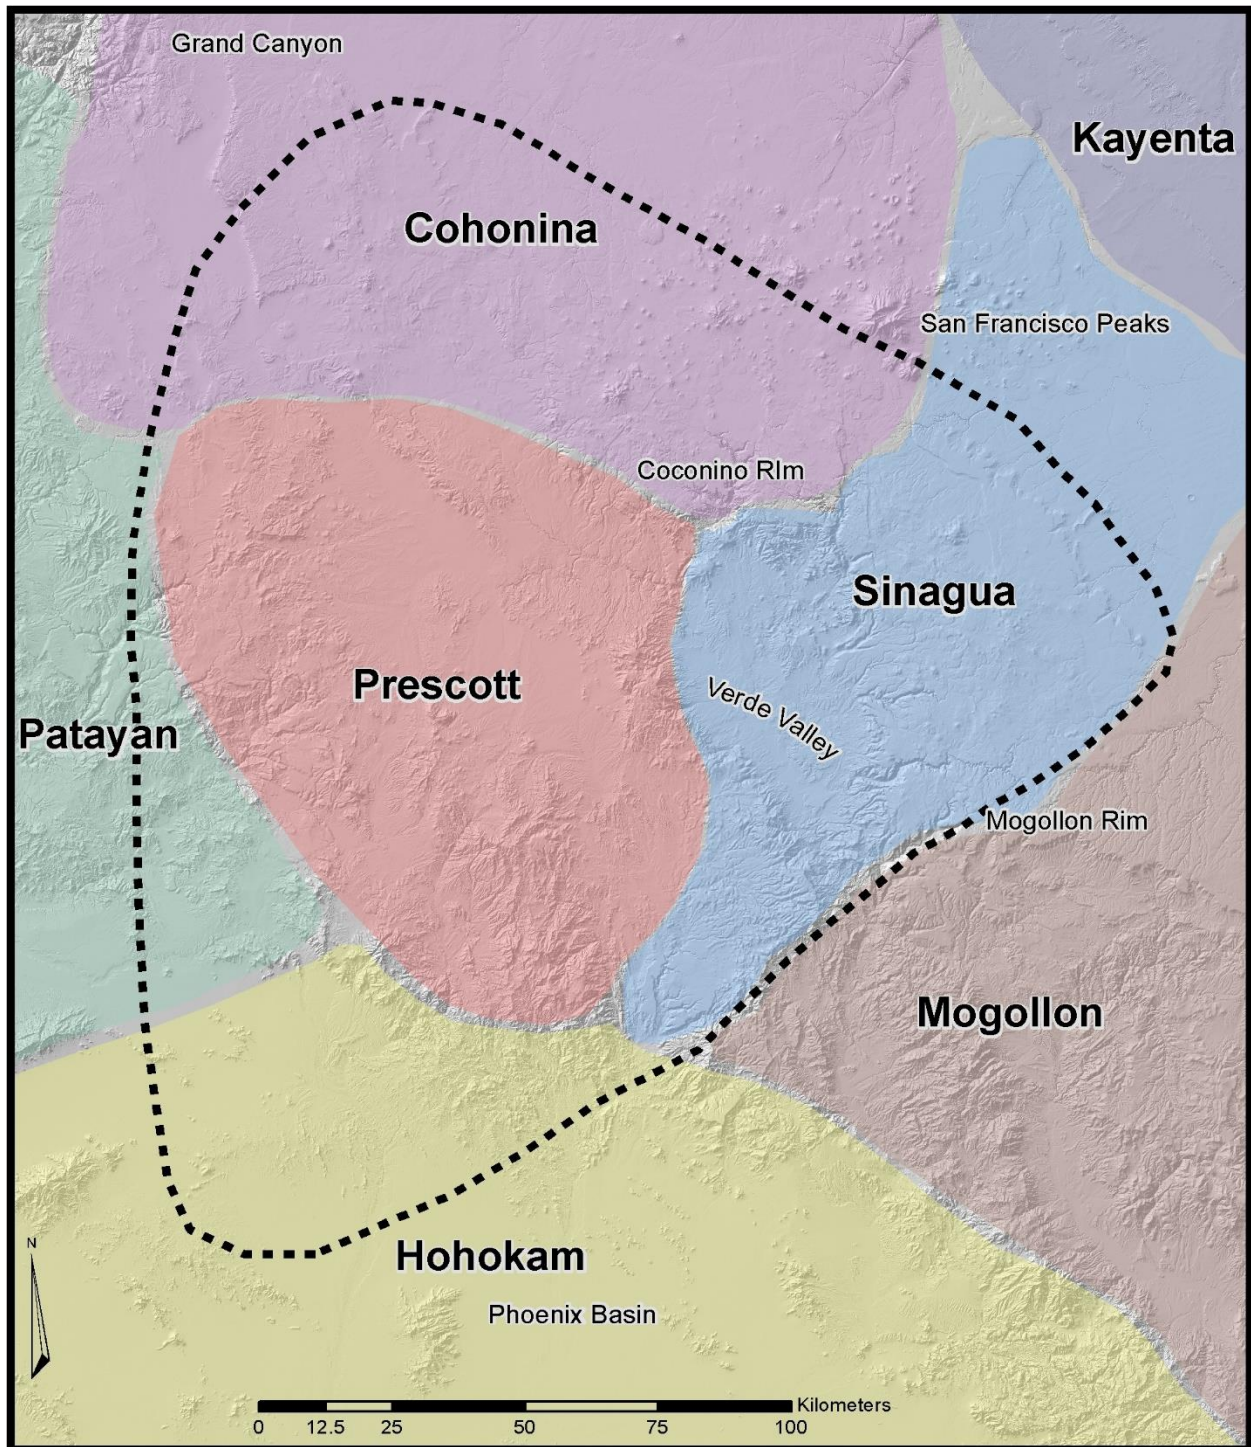 Grand Canyon
Kayenta
Cohonina
San Francisco Peaks
Coconino RIm
Sinagua
Prescott
Verde Valley
Patayan
Mogollon Rim
Mogollon
N
Hohokam
Phoenix Basin
Kilometers
0 12.5 25 50 75 100